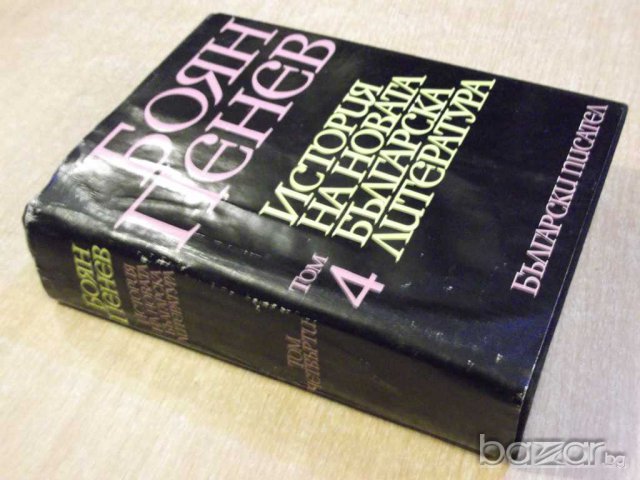 БОЯН
ПЕНЕВ
ИСТОРИЯ
НА НОВАТА
БЪЛГАРСКА
ЛИТЕРАТУРА
ТОМ
4
БЪЛГАРСКИ ПИСАТЕЛ
БОЯН
ПЕНЕВ
ИСТОРИЯ
НА НОВАТА
БЪЛГАРСКА
ЛИТЕРАТУРА
ТОМ
ЧЕТВЪРТИ
bazar.bg